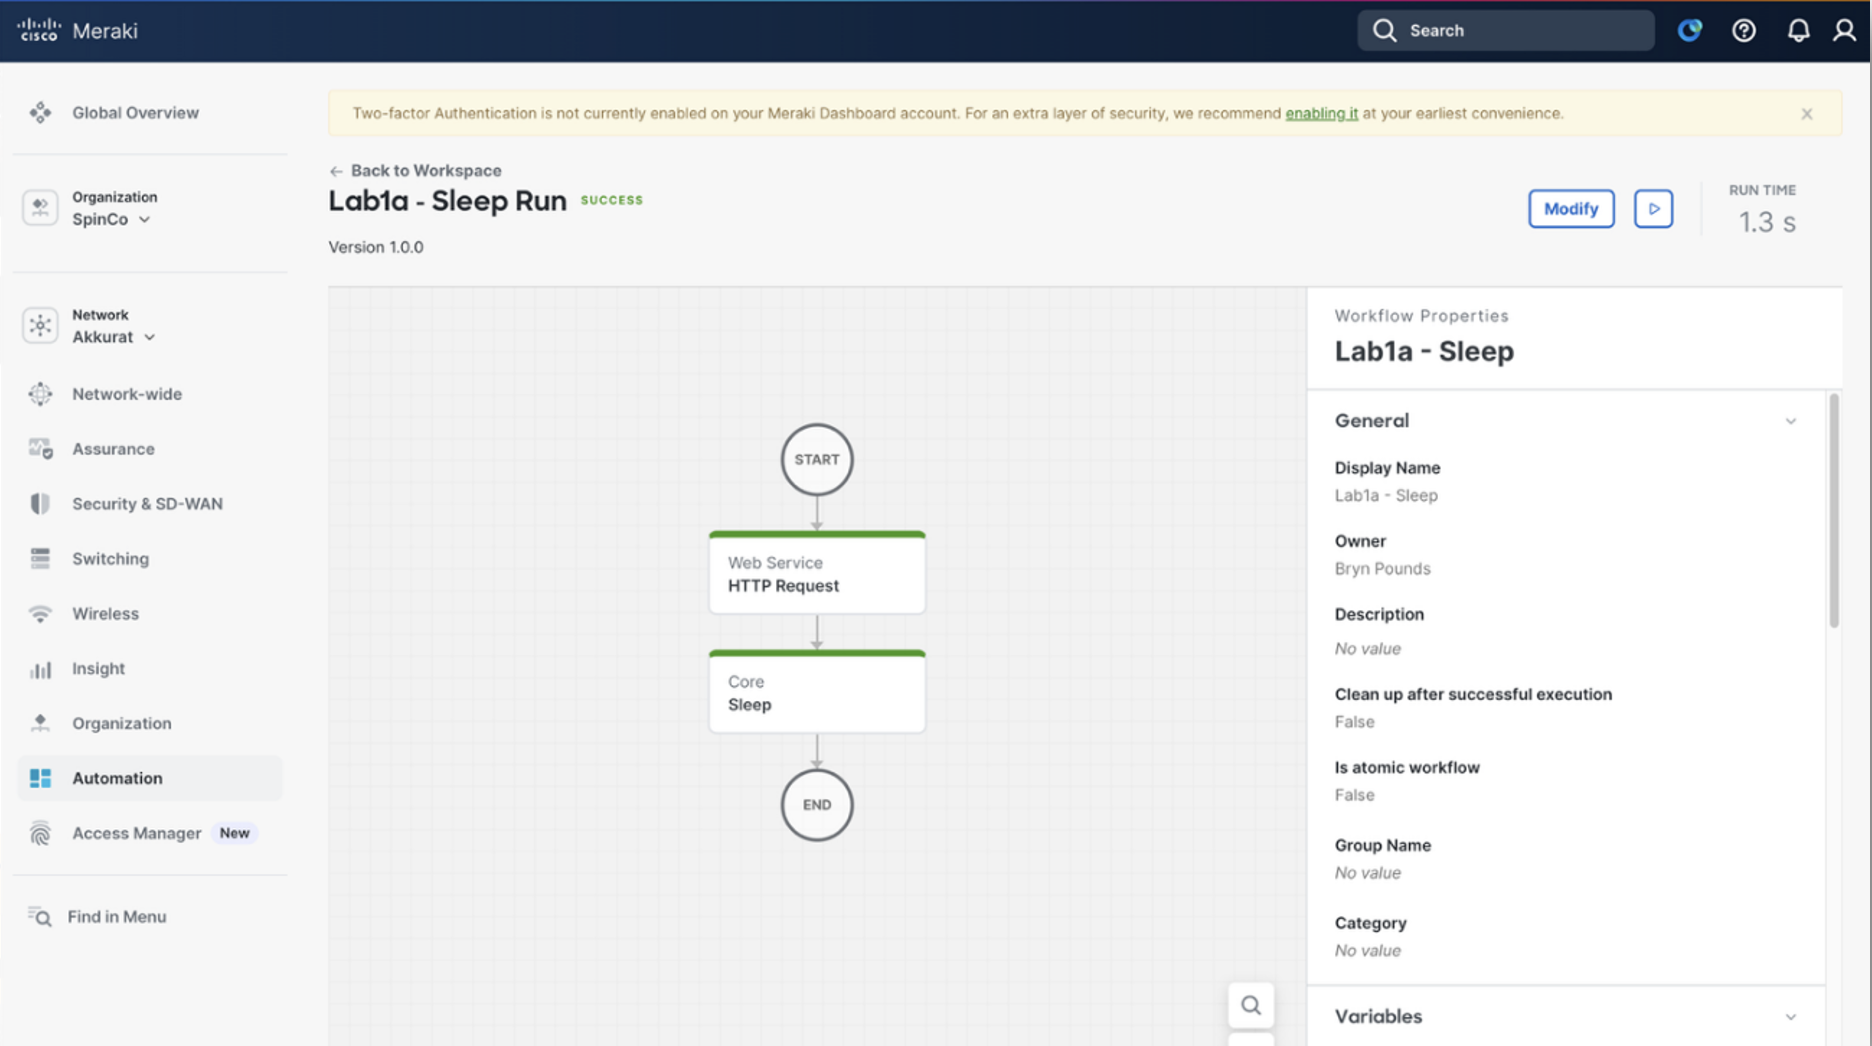 CISCO Meraki
Search
Global Overview
Two-factor Authentication is not currently enabled on your Meraki Dashboard account. For an extra layer of security, we recommend enabling it at your earliest convenience.
Organization
SpinCo
Network
Akkurat
Network-wide
Assurance
Security & SD-WAN
Switching
Wireless
Insight
Organization
Automation
Access Manager New
Find in Menu
← Back to Workspace
Lab1a - Sleep Run SUCCESS
Version 1.0.0
Modify
RUN TIME
1.3 s
START
Web Service
HTTP Request
Core
Sleep
END
Workflow Properties
Lab1a - Sleep
General
Display Name
Lab1a - Sleep
Owner
Bryn Pounds
Description
No value
Clean up after successful execution
False
Is atomic workflow
False
Group Name
No value
Category
No value
Variables